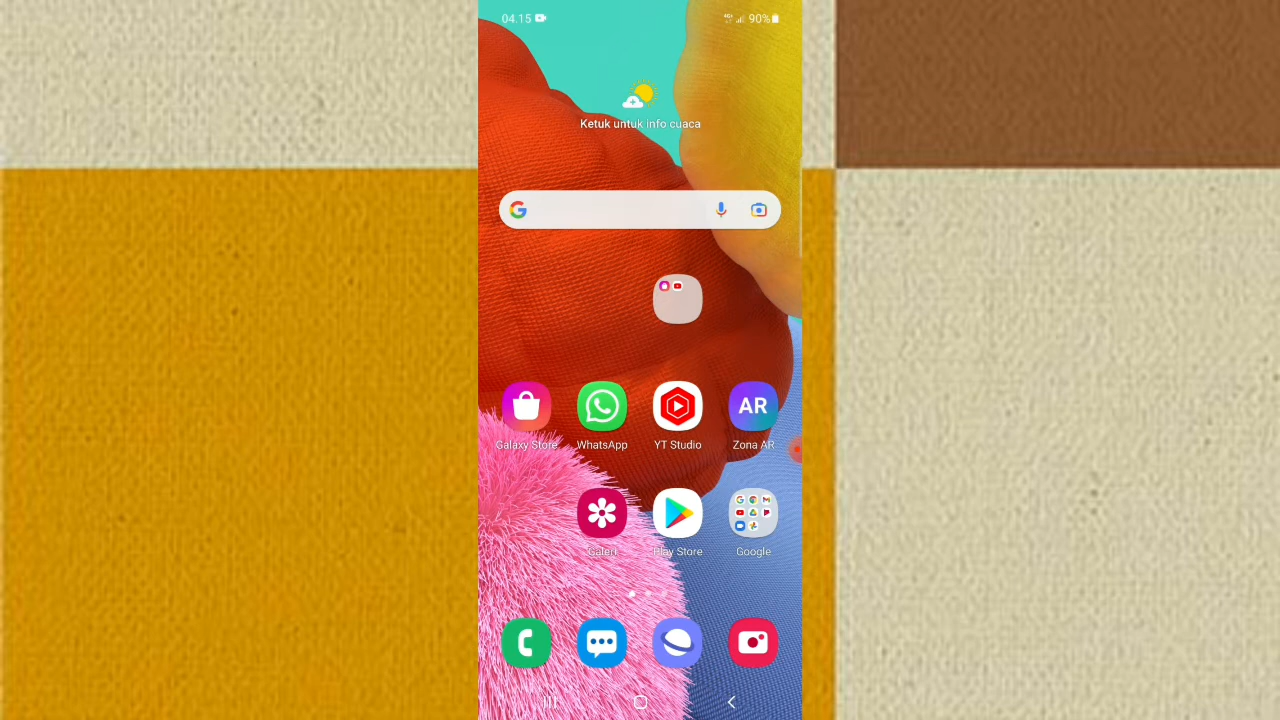 04.15
90%
Ketuk untuk info cuaca
Galaxy Store
WhatsApp
YT Studio
AR
Zona AR
Galeri
Play Store
Google